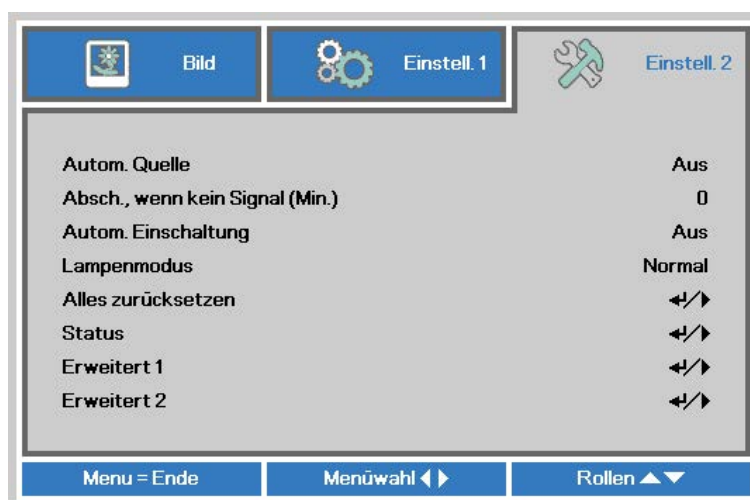 Bild
Einstell. 1
Einstell. 2
Autom. Quelle Aus
Absch., wenn kein Signal (Min.) 0
Autom. Einschaltung Aus
Lampenmodus Normal
Alles zurücksetzen ↵/▶
Status ↵/▶
Erweitert 1 ↵/▶
Erweitert 2 ↵/▶
Menu = Ende
Menüwahl ◀ ▶
Rollen ▲▼